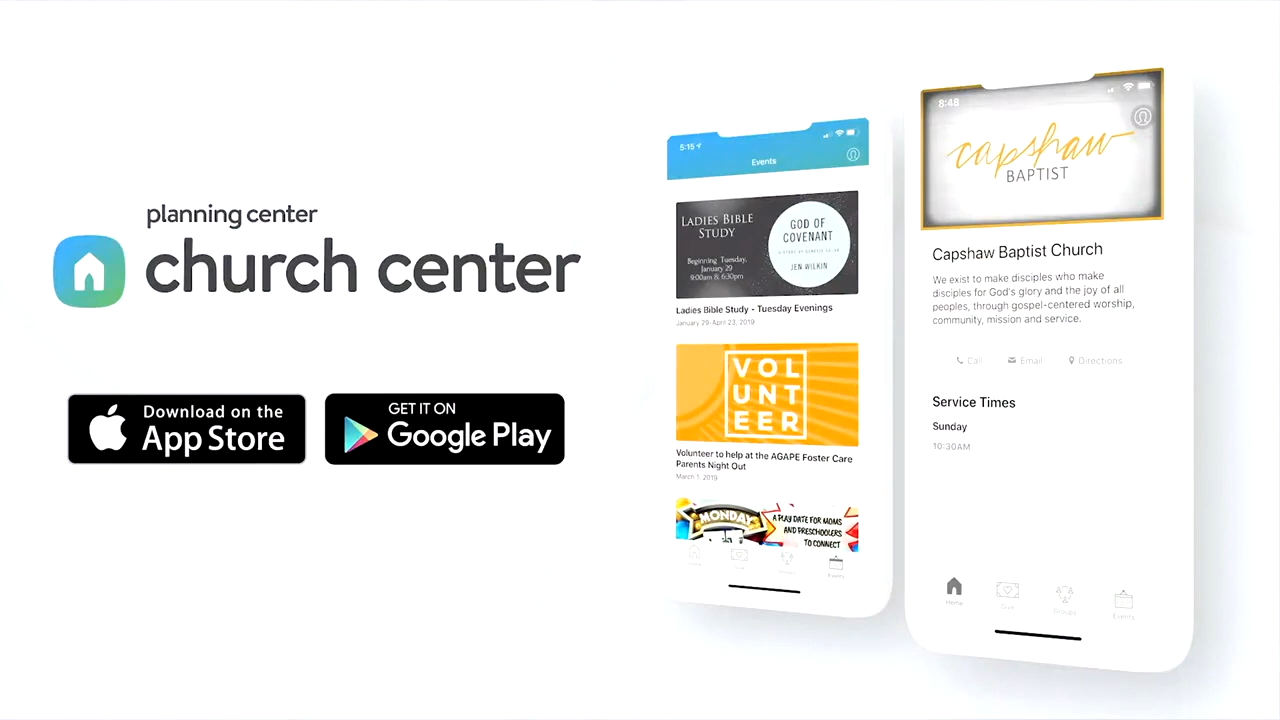 planning center
church center
Download on the
App Store
GET IT ON
Google Play
5:15
Events
LADIES BIBLE
STUDY
Beginning Tuesday,
January 29
9:00am & 6:30pm
GOD OF
COVENANT
JEN WILKIN
Ladies Bible Study - Tuesday Evenings
January 29-April 23, 2019
VOL
UNT
EER
Volunteer to help at the AGAPE Foster Care
Parents Night Out
March 1, 2019
MONDAY
A PLAY DATE FOR MOMS
AND PRESCHOOLERS
TO CONNECT
Events
8:48
capshaw
BAPTIST
Capshaw Baptist Church
We exist to make disciples who make
disciples for God's glory and the joy of all
peoples, through gospel-centered worship,
community, mission and service.
Call
Email
Directions
Service Times
Sunday
10:30AM
Home
Give
Groups
Events